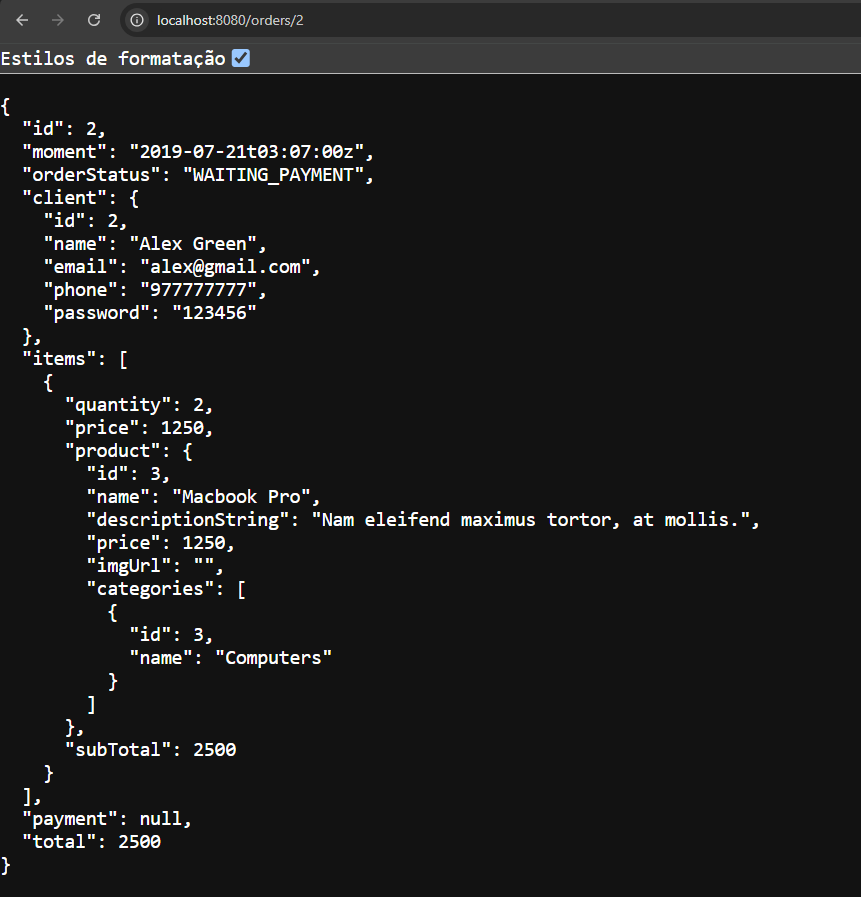 localhost:8080/orders/2
Estilos de formatação
{
  "id": 2,
  "moment": "2019-07-21t03:07:00z",
  "orderStatus": "WAITING_PAYMENT",
  "client": {
    "id": 2,
    "name": "Alex Green",
    "email": "alex@gmail.com",
    "phone": "977777777",
    "password": "123456"
  },
  "items": [
    {
      "quantity": 2,
      "price": 1250,
      "product": {
        "id": 3,
        "name": "Macbook Pro",
        "descriptionString": "Nam eleifend maximus tortor, at mollis.",
        "price": 1250,
        "imgUrl": "",
        "categories": [
          {
            "id": 3,
            "name": "Computers"
          }
        ]
      },
      "subTotal": 2500
    }
  ],
  "payment": null,
  "total": 2500
}